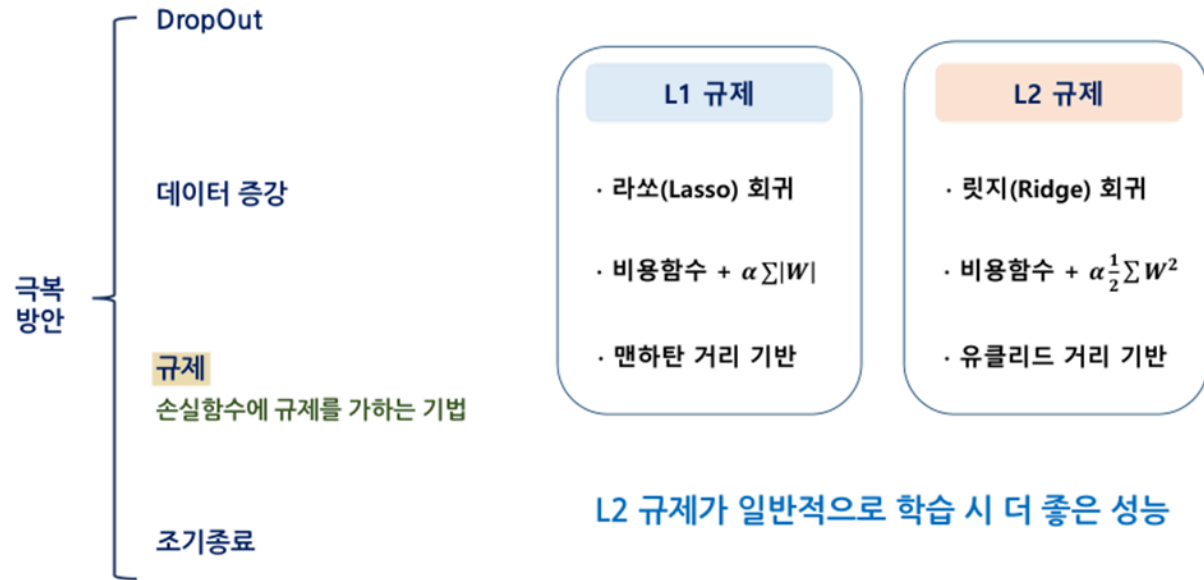 극복
방안
DropOut
데이터 증강
규제
손실함수에 규제를 가하는 기법
조기종료
L1 규제
· 라쏘(Lasso) 회귀
· 비용함수 + α∑|W|
· 맨하탄 거리 기반
L2 규제
· 릿지(Ridge) 회귀
· 비용함수 + α½∑W²
· 유클리드 거리 기반
L2 규제가 일반적으로 학습 시 더 좋은 성능